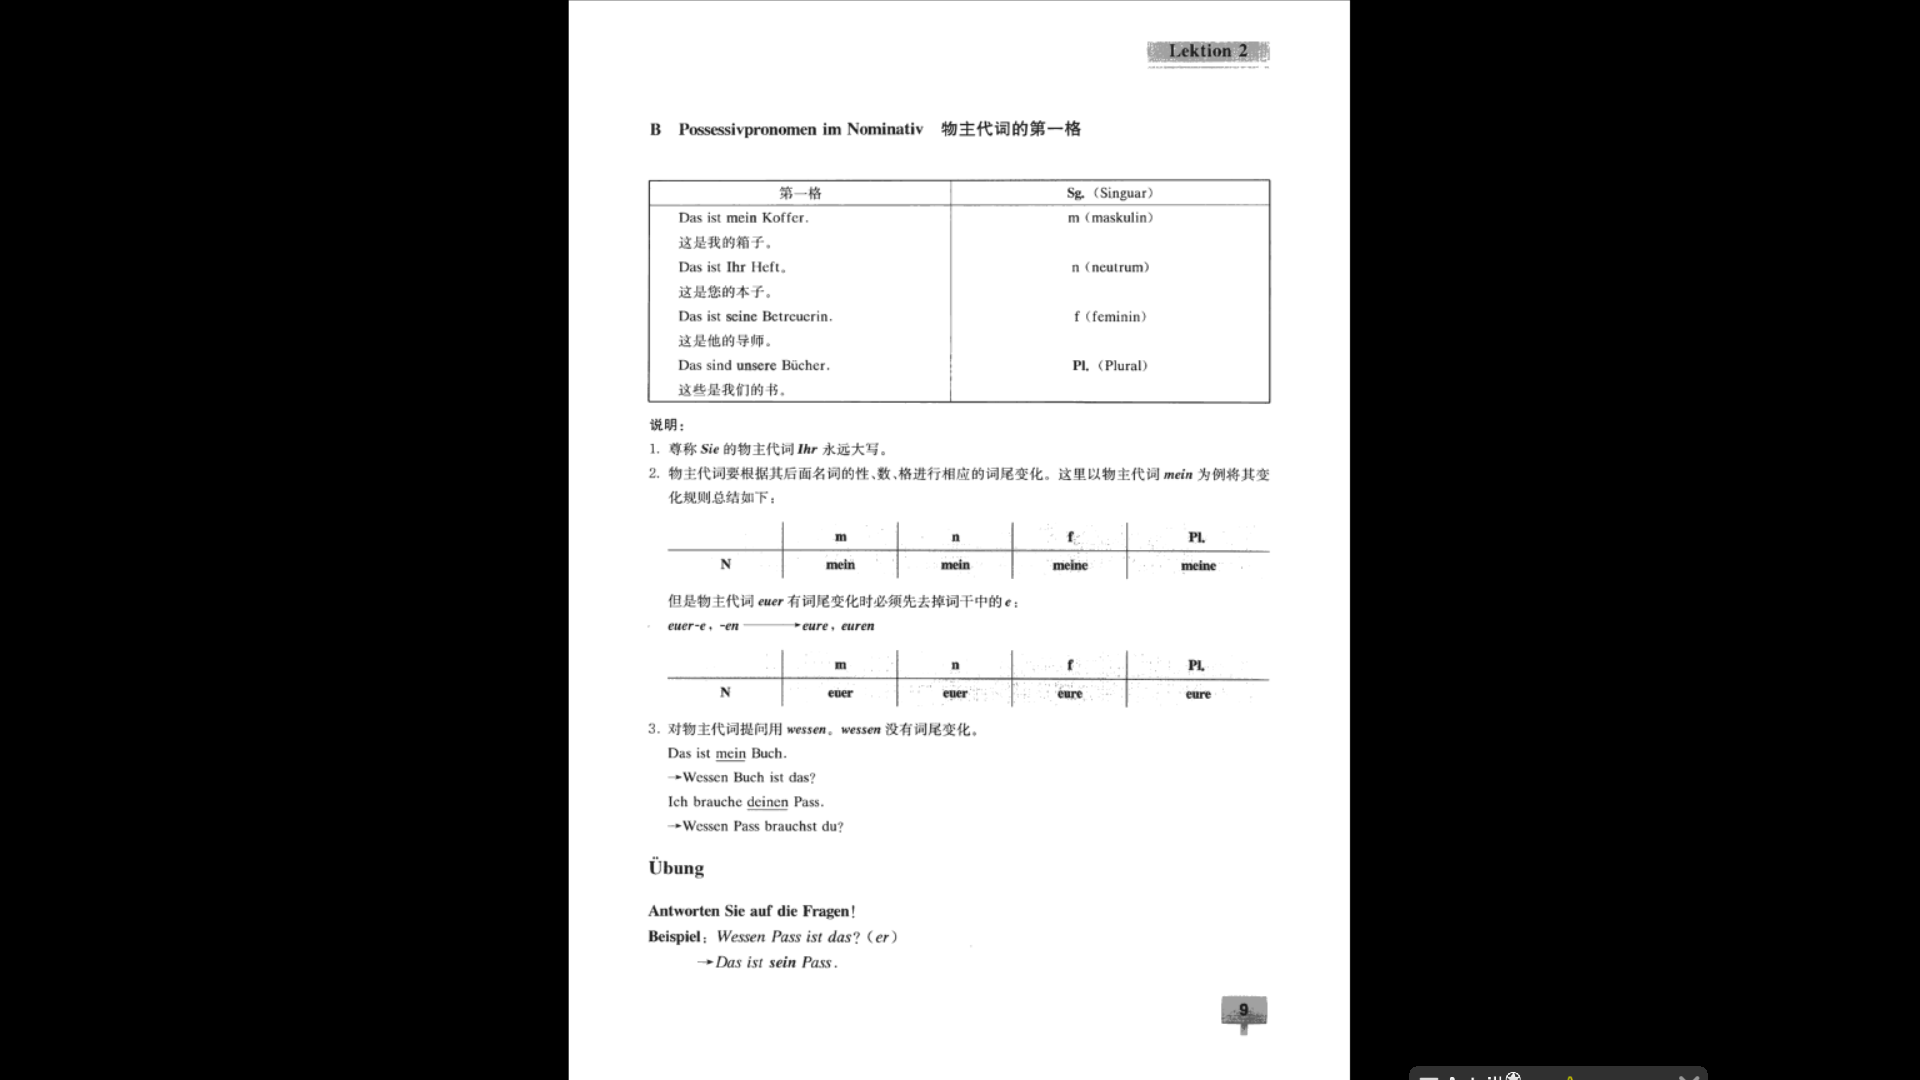 Lektion 2
B Possessivpronomen im Nominativ 物主代词的第一格
第一格 Sg.（Singuar）
Das ist mein Koffer. m（maskulin）
这是我的箱子。
Das ist Ihr Heft。 n（neutrum）
这是您的本子。
Das ist seine Betreuerin. f（feminin）
这是他的导师。
Das sind unsere Bücher. Pl.（Plural）
这些是我们的书。
说明：
1. 尊称 Sie 的物主代词 Ihr 永远大写。
2. 物主代词要根据其后面名词的性、数、格进行相应的词尾变化。这里以物主代词 mein 为例将其变
化规则总结如下：
m n f Pl.
N mein mein meine meine
但是物主代词 euer 有词尾变化时必须先去掉词干中的 e：
euer-e，-en → eure，euren
m n f Pl.
N euer euer eure eure
3. 对物主代词提问用 wessen。wessen 没有词尾变化。
Das ist mein Buch.
→Wessen Buch ist das?
Ich brauche deinen Pass.
→Wessen Pass brauchst du?
Übung
Antworten Sie auf die Fragen!
Beispiel：Wessen Pass ist das?（er）
→Das ist sein Pass.
9